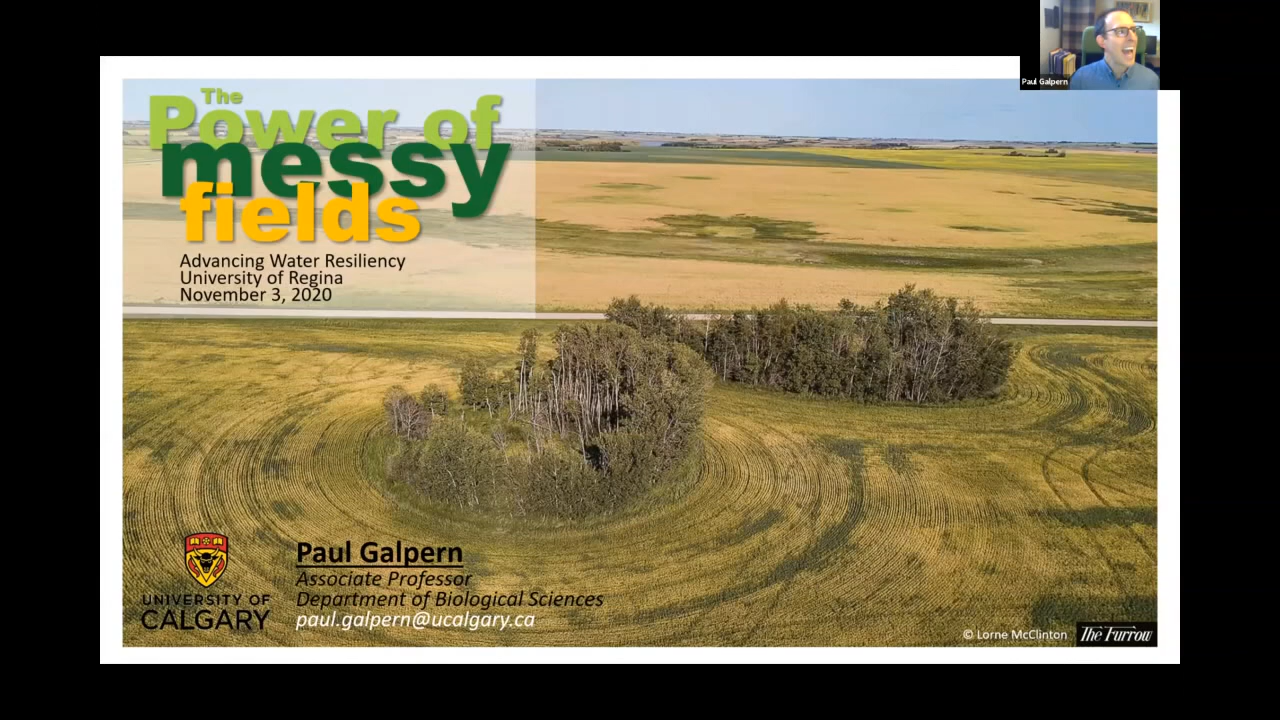 Paul Galpern
The
Power of
messy
fields
Advancing Water Resiliency
University of Regina
November 3, 2020
UNIVERSITY OF
CALGARY
Paul Galpern
Associate Professor
Department of Biological Sciences
paul.galpern@ucalgary.ca
© Lorne McClinton
The Furrow